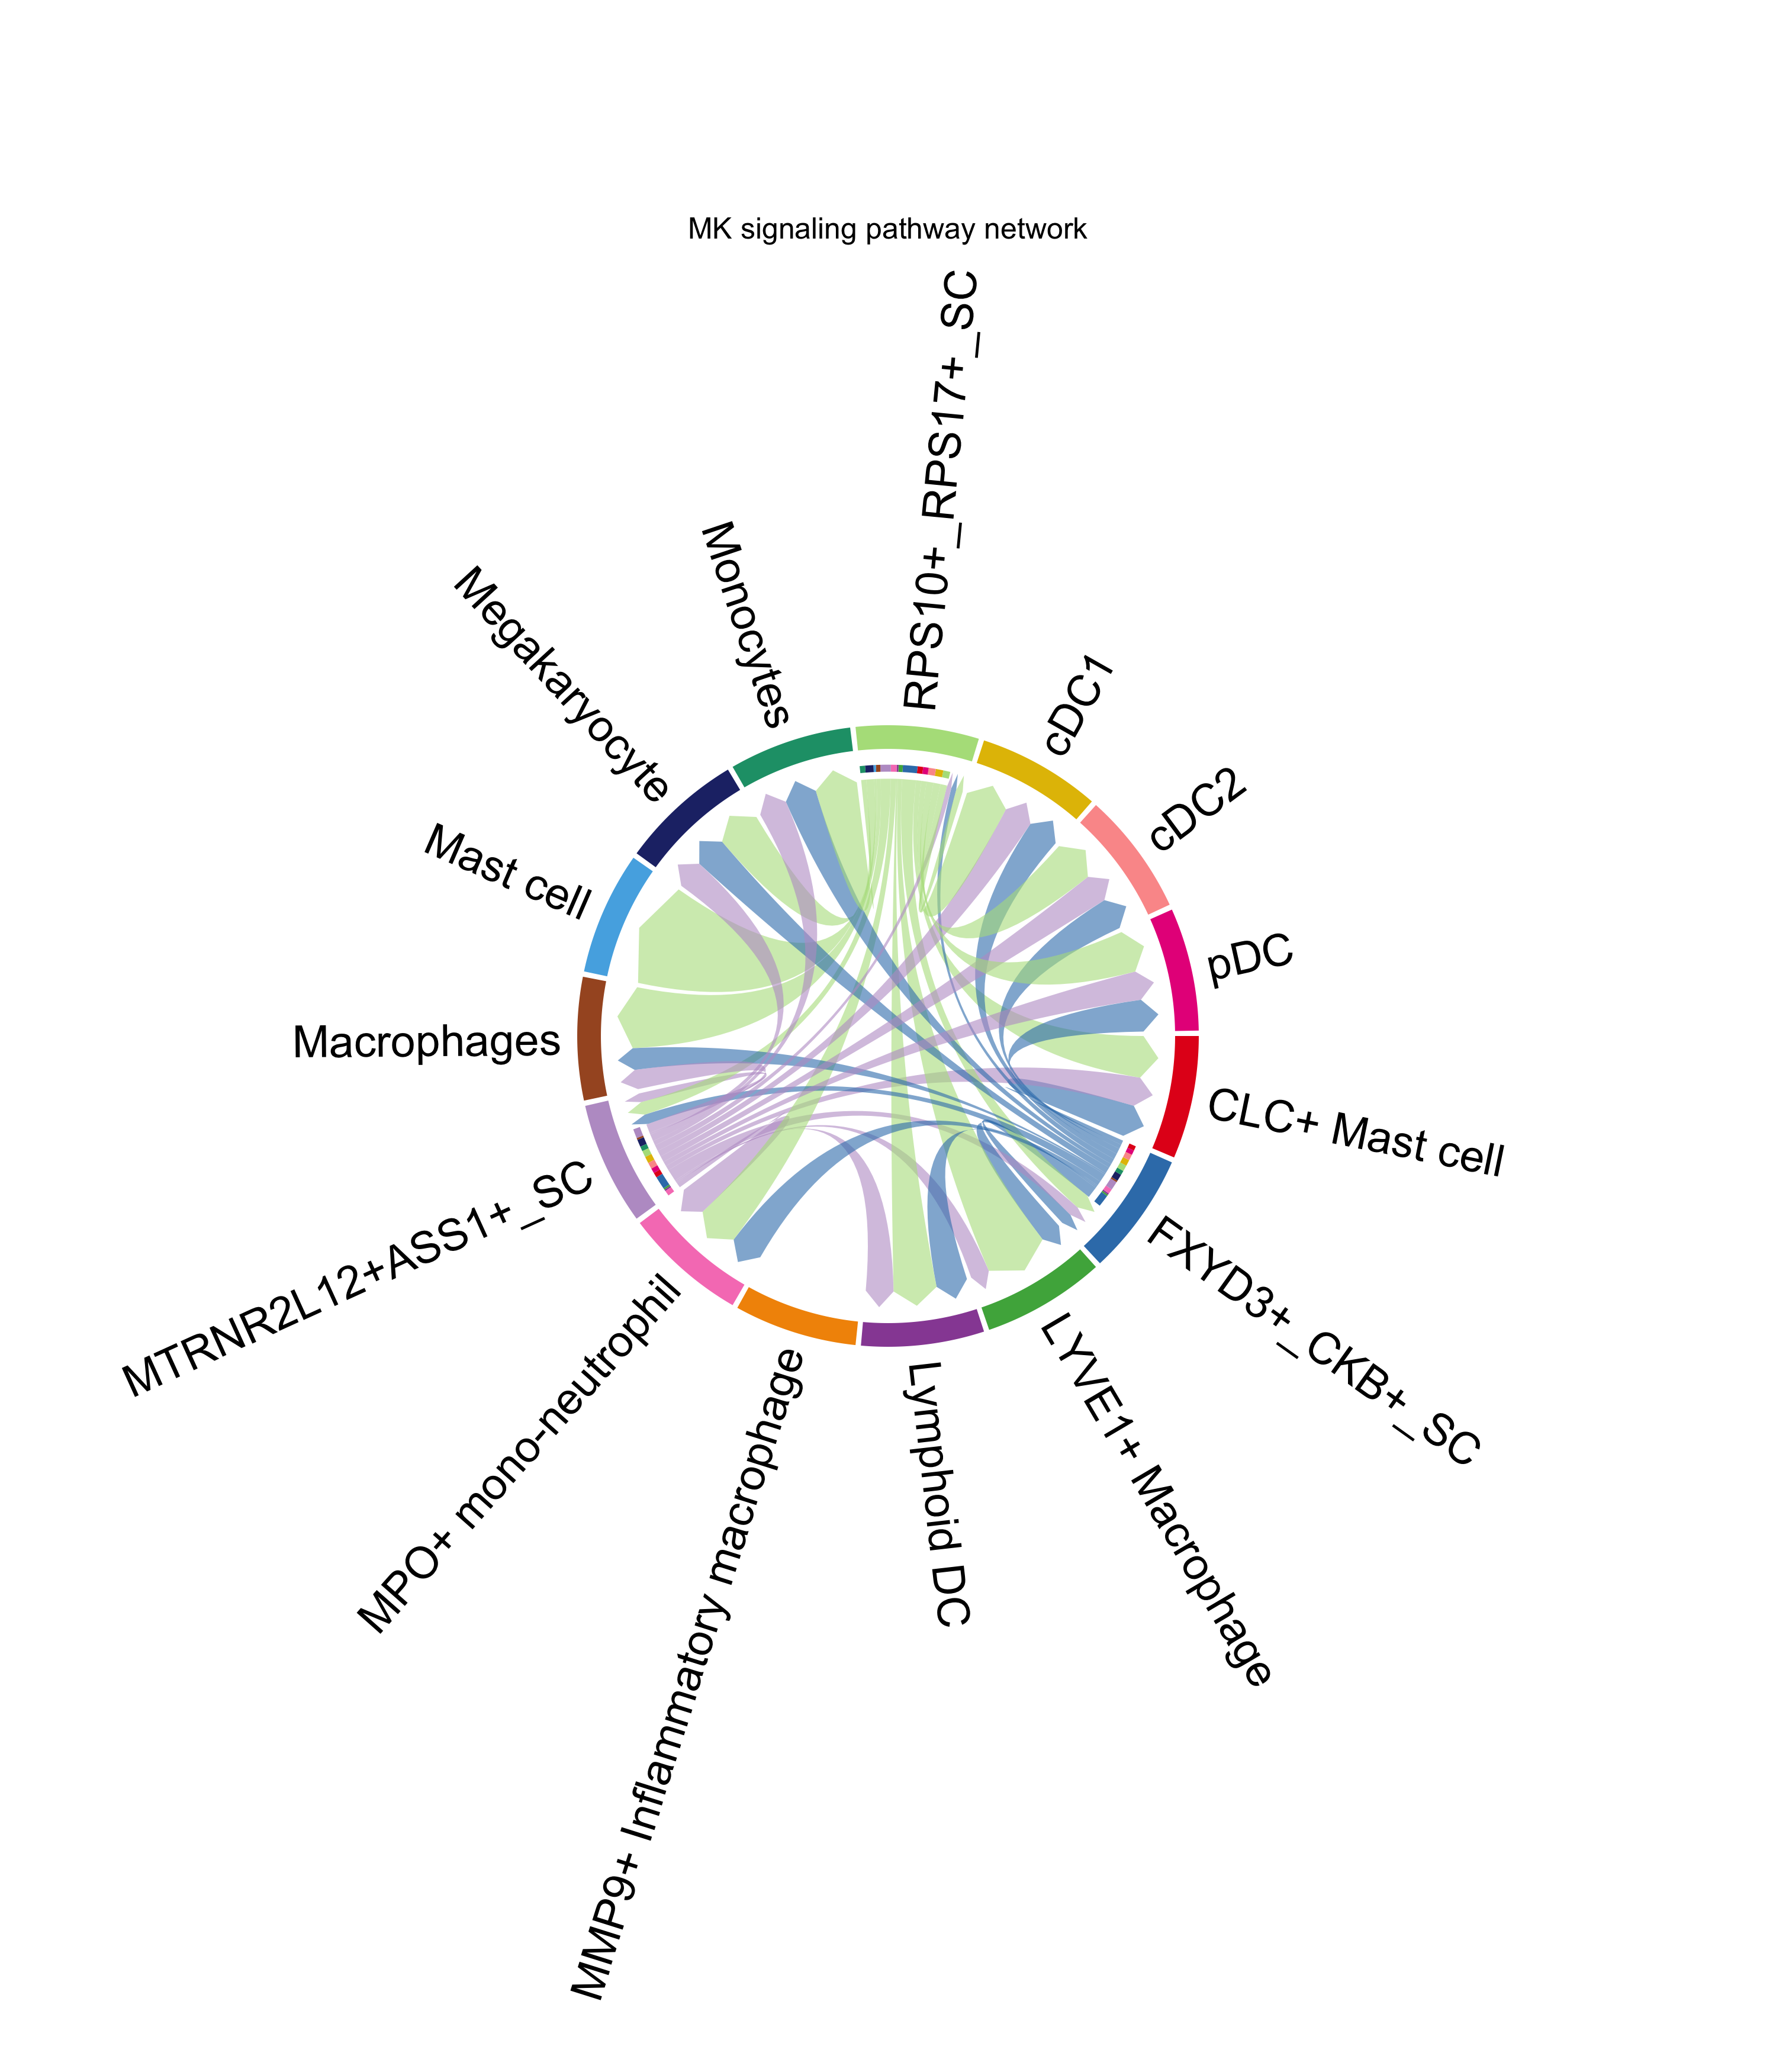 MK signaling pathway network
RPS10+_RPS17+_SC
cDC1
cDC2
pDC
CLC+ Mast cell
FXYD3+_CKB+_SC
LYVE1+ Macrophage
Lymphoid DC
MMP9+ Inflammatory macrophage
MPO+ mono-neutrophil
MTRNR2L12+ASS1+_SC
Macrophages
Mast cell
Megakaryocyte
Monocytes